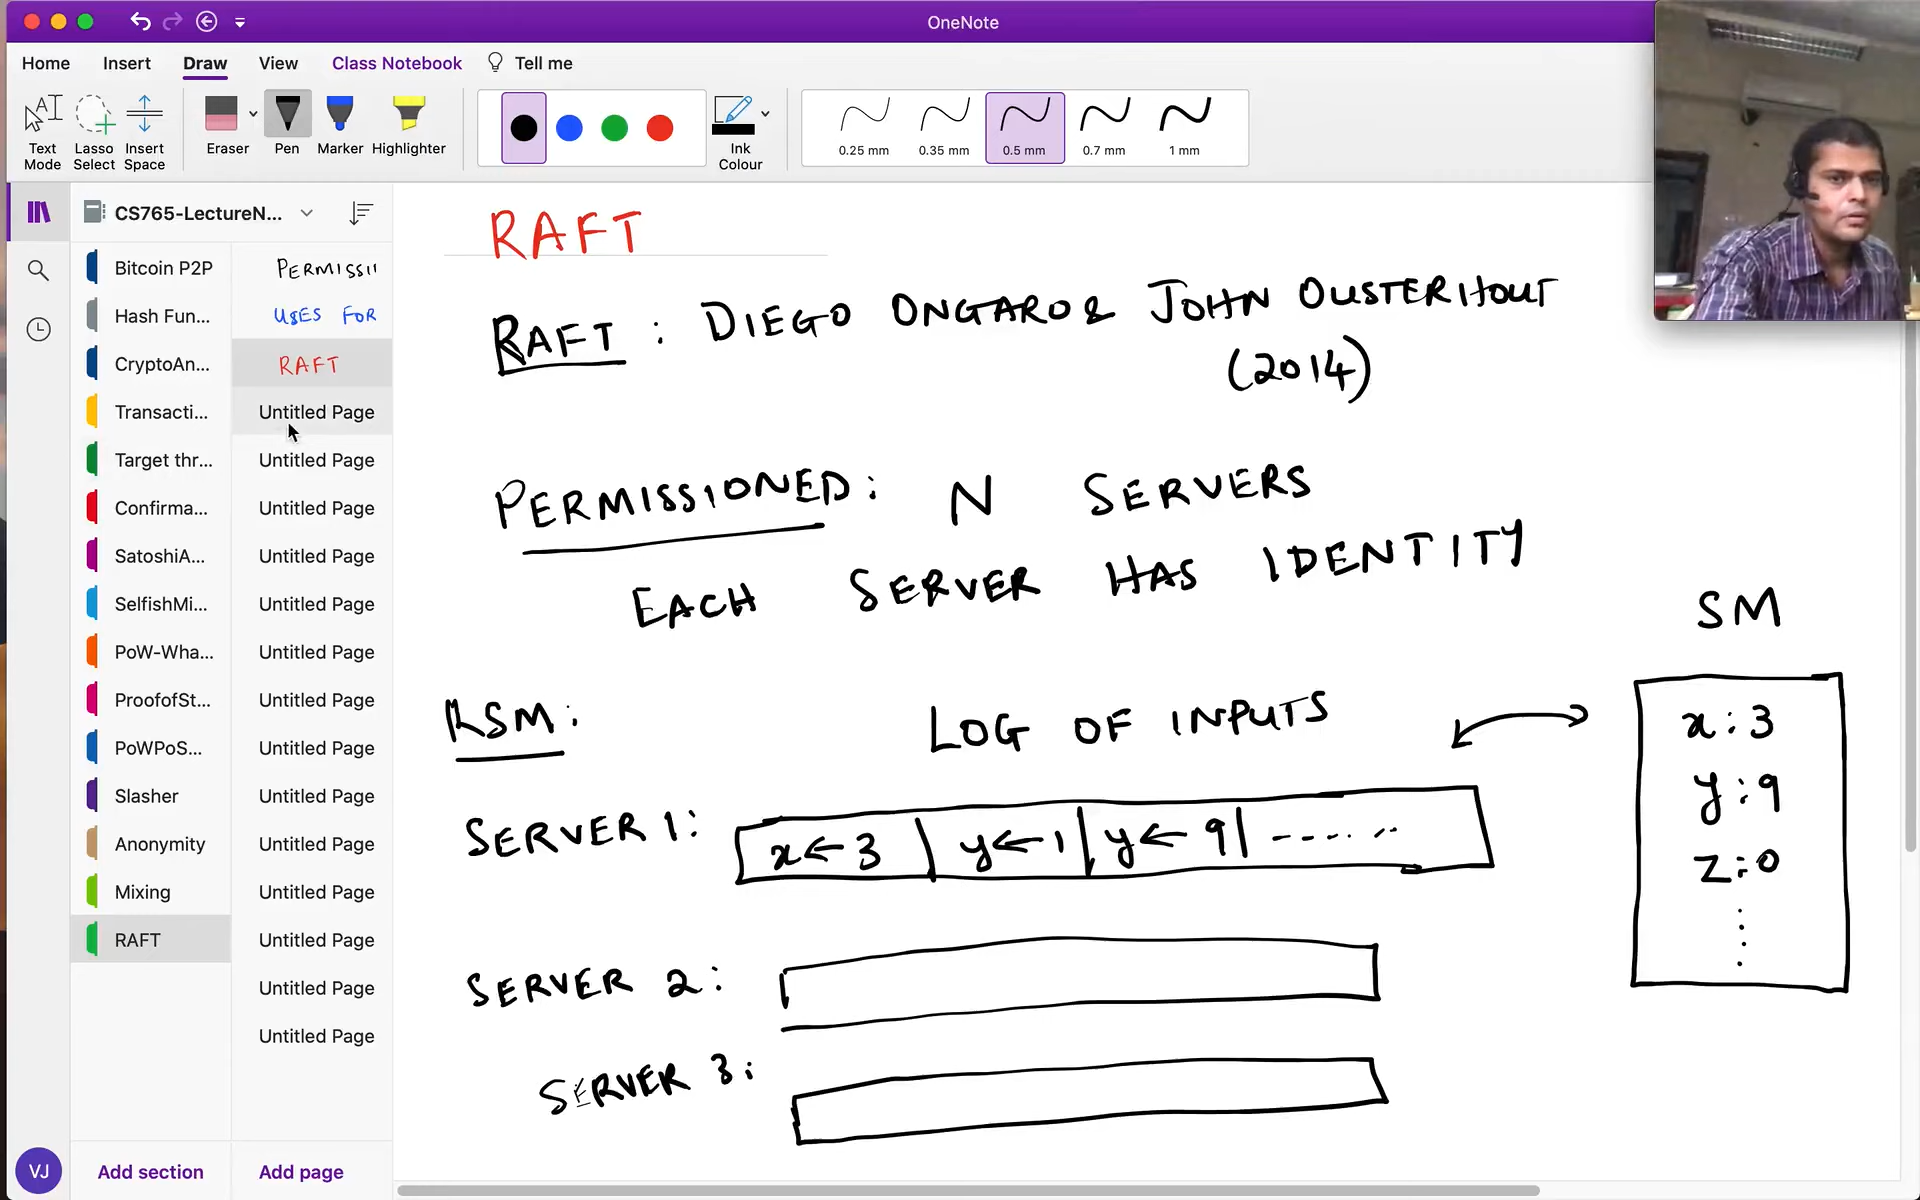 OneNote
Home Insert Draw View Class Notebook Tell me
Text Mode
Lasso Select
Insert Space
Eraser
Pen
Marker
Highlighter
Ink Colour
0.25 mm
0.35 mm
0.5 mm
0.7 mm
1 mm
CS765-LectureN...
Bitcoin P2P
Hash Fun...
CryptoAn...
Transacti...
Target thr...
Confirma...
SatoshiA...
SelfishMi...
PoW-Wha...
ProofofSt...
PoWPoS...
Slasher
Anonymity
Mixing
RAFT
VJ
Add section
PERMISSI
USES FOR
RAFT
Untitled Page
Untitled Page
Untitled Page
Untitled Page
Untitled Page
Untitled Page
Untitled Page
Untitled Page
Untitled Page
Untitled Page
Untitled Page
Untitled Page
Untitled Page
Untitled Page
Add page
RAFT
RAFT : DIEGO ONGARO & JOHN OUSTERHOUT
(2014)
PERMISSIONED: N SERVERS
EACH SERVER HAS IDENTITY
RSM: LOG OF INPUTS
SERVER 1: x←3 | y←1 | y←9 | ------
SERVER 2:
SERVER 3:
SM
x:3
y:9
z:0